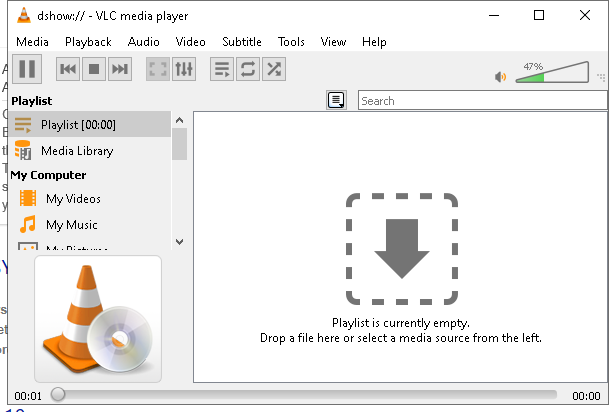 dshow:// - VLC media player
Media Playback Audio Video Subtitle Tools View Help
47%
Playlist
Search
Playlist [00:00]
Media Library
My Computer
My Videos
My Music
My Pictures
Playlist is currently empty.
Drop a file here or select a media source from the left.
00:01
00:00